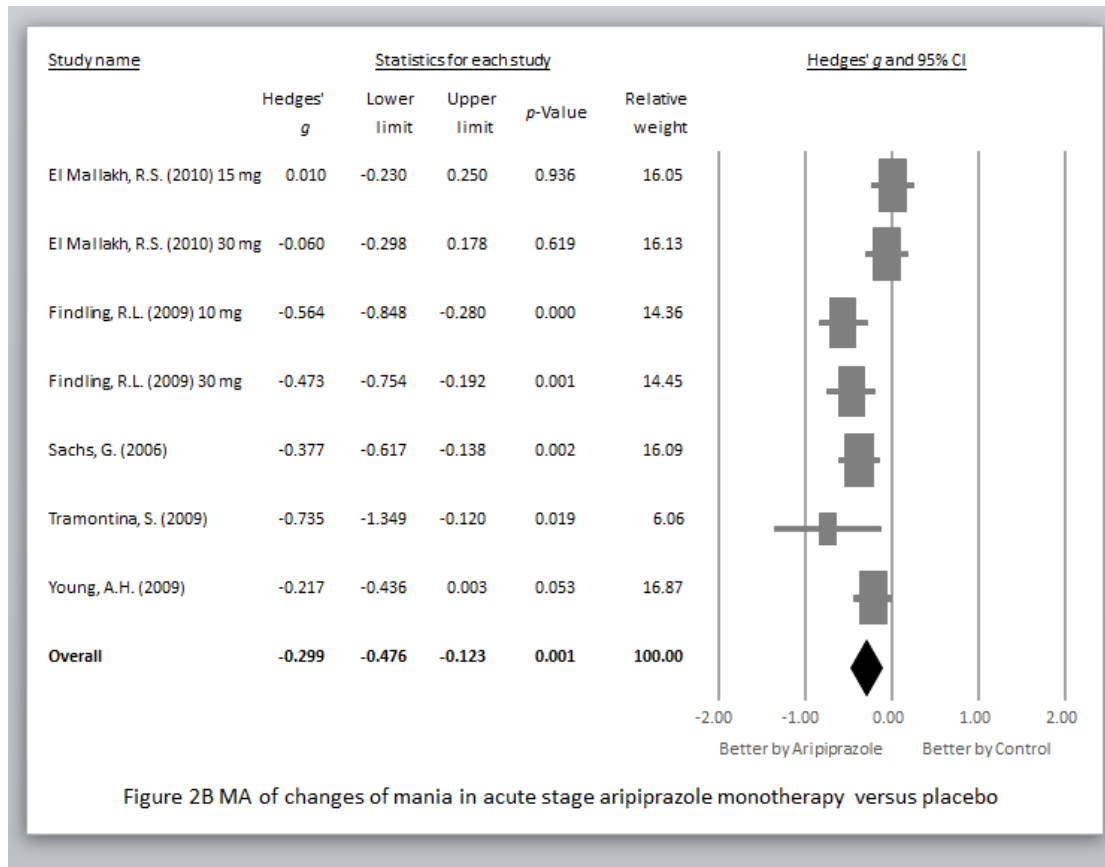 Study name Statistics for each study Hedges' g and 95% CI
Hedges' Lower Upper p-Value Relative
g limit limit weight
El Mallakh, R.S. (2010) 15 mg 0.010 -0.230 0.250 0.936 16.05
El Mallakh, R.S. (2010) 30 mg -0.060 -0.298 0.178 0.619 16.13
Findling, R.L. (2009) 10 mg -0.564 -0.848 -0.280 0.000 14.36
Findling, R.L. (2009) 30 mg -0.473 -0.754 -0.192 0.001 14.45
Sachs, G. (2006) -0.377 -0.617 -0.138 0.002 16.09
Tramontina, S. (2009) -0.735 -1.349 -0.120 0.019 6.06
Young, A.H. (2009) -0.217 -0.436 0.003 0.053 16.87
Overall -0.299 -0.476 -0.123 0.001 100.00
-2.00 -1.00 0.00 1.00 2.00
Better by Aripiprazole Better by Control
Figure 2B MA of changes of mania in acute stage aripiprazole monotherapy versus placebo